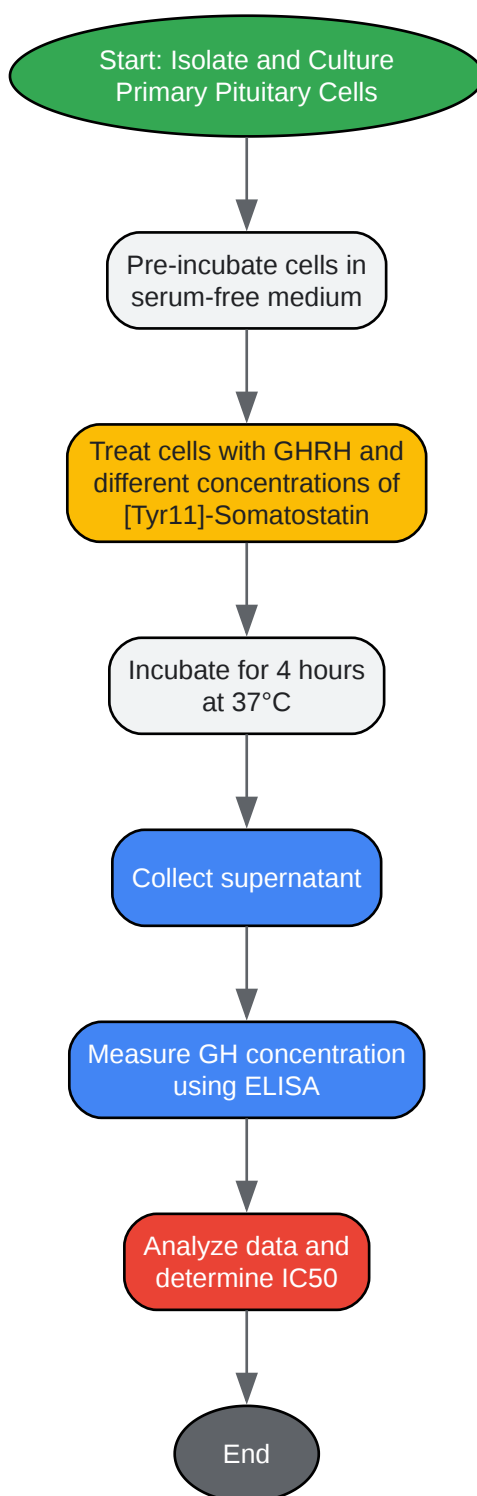 Start: Isolate and Culture
Primary Pituitary Cells
Pre-incubate cells in
serum-free medium
Treat cells with GHRH and
different concentrations of
[Tyr11]-Somatostatin
Incubate for 4 hours
at 37°C
Collect supernatant
Measure GH concentration
using ELISA
Analyze data and
determine IC50
End